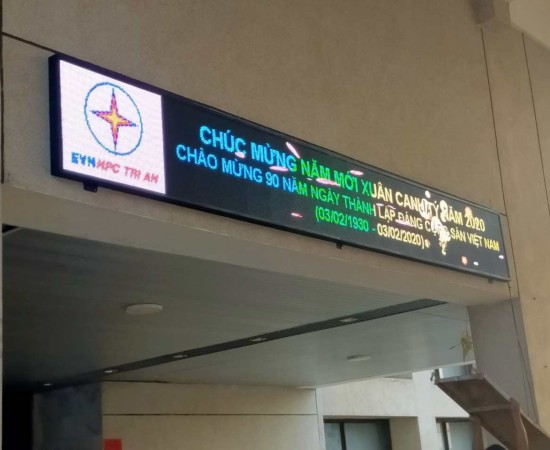 EVNHPC TRI AN
CHÚC MỪNG NĂM MỚI XUÂN CANH TÝ NĂM 2020
CHÀO MỪNG 90 NĂM NGÀY THÀNH LẬP ĐẢNG CỘNG SẢN VIỆT NAM
(03/02/1930 - 03/02/2020)